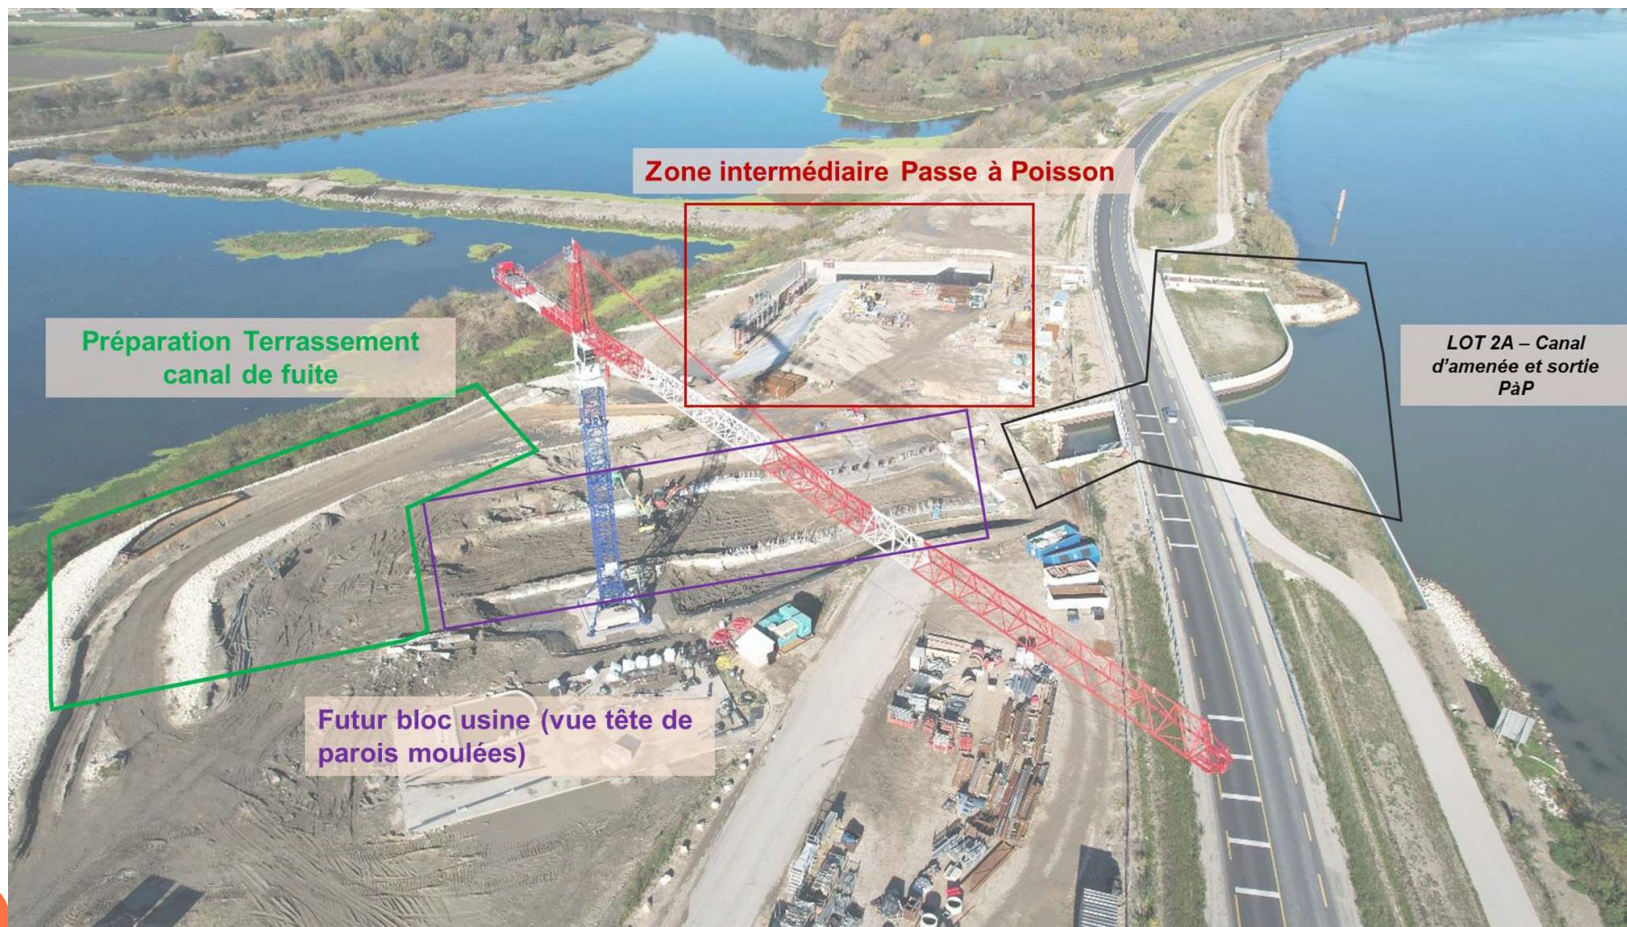 Zone intermédiaire Passe à Poisson
Préparation Terrassement
canal de fuite
LOT 2A – Canal
d'amenée et sortie
PàP
Futur bloc usine (vue tête de
parois moulées)